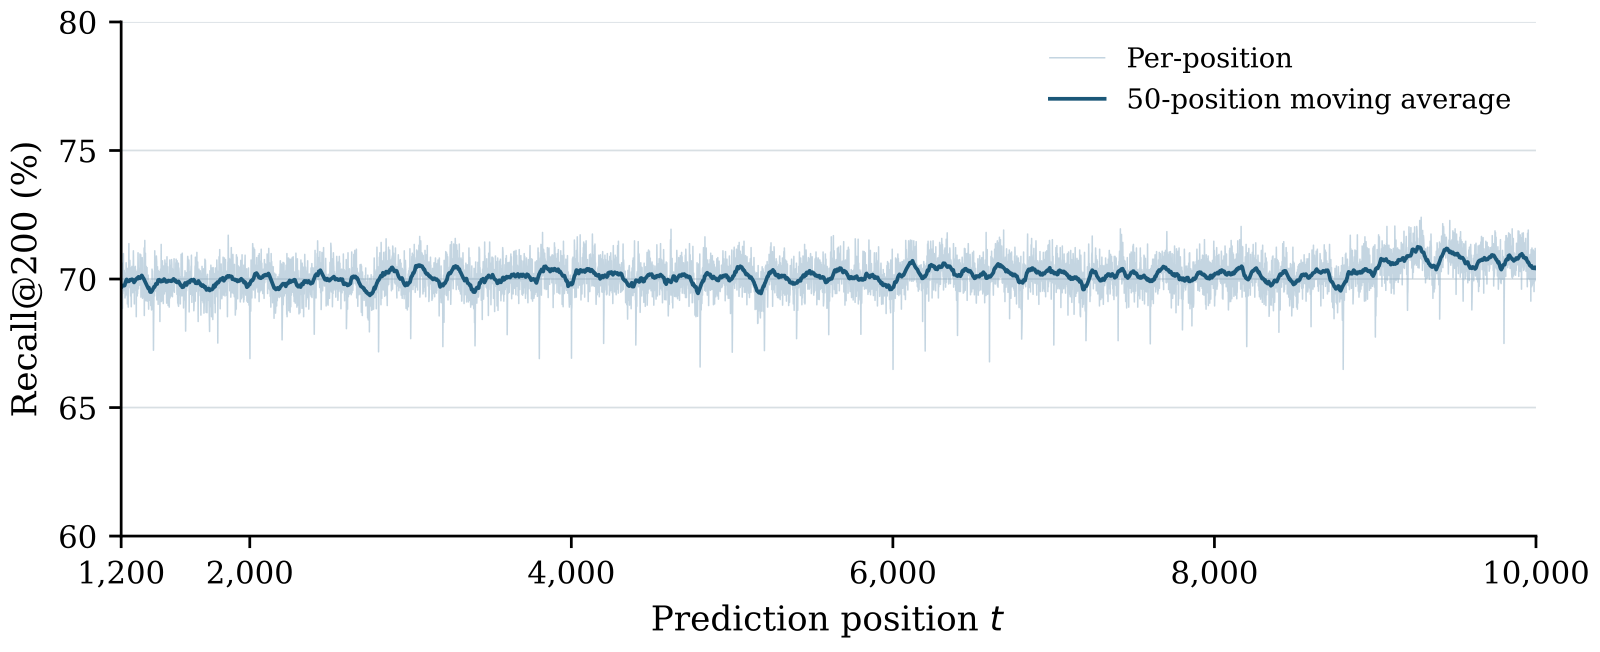 80
75
70
65
60
Recall@200 (%)
Per-position
50-position moving average
1,200 2,000 4,000 6,000 8,000 10,000
Prediction position t